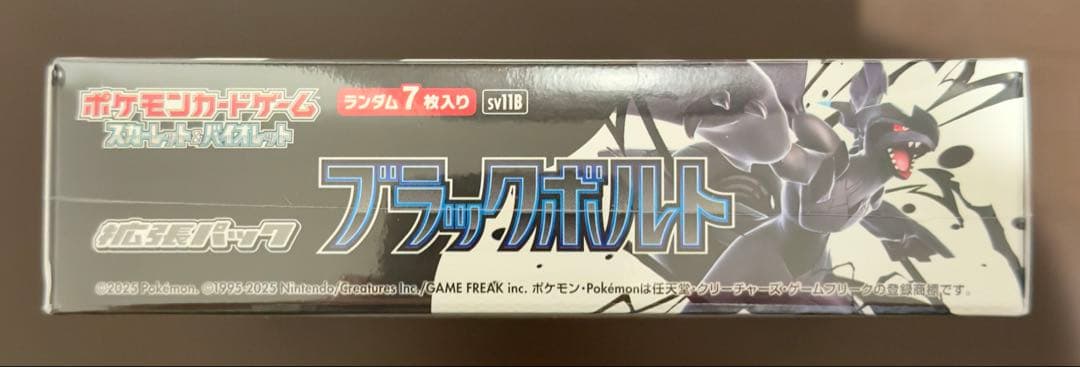 ポケモンカードゲーム
スカーレット&バイオレット
ランダム7枚入り
sv11B
ブラックボルト
拡張パック
©2025 Pokémon. ©1995-2025 Nintendo/Creatures Inc./GAME FREAK inc. ポケモン・Pokémonは任天堂・クリーチャーズ・ゲームフリークの登録商標です。